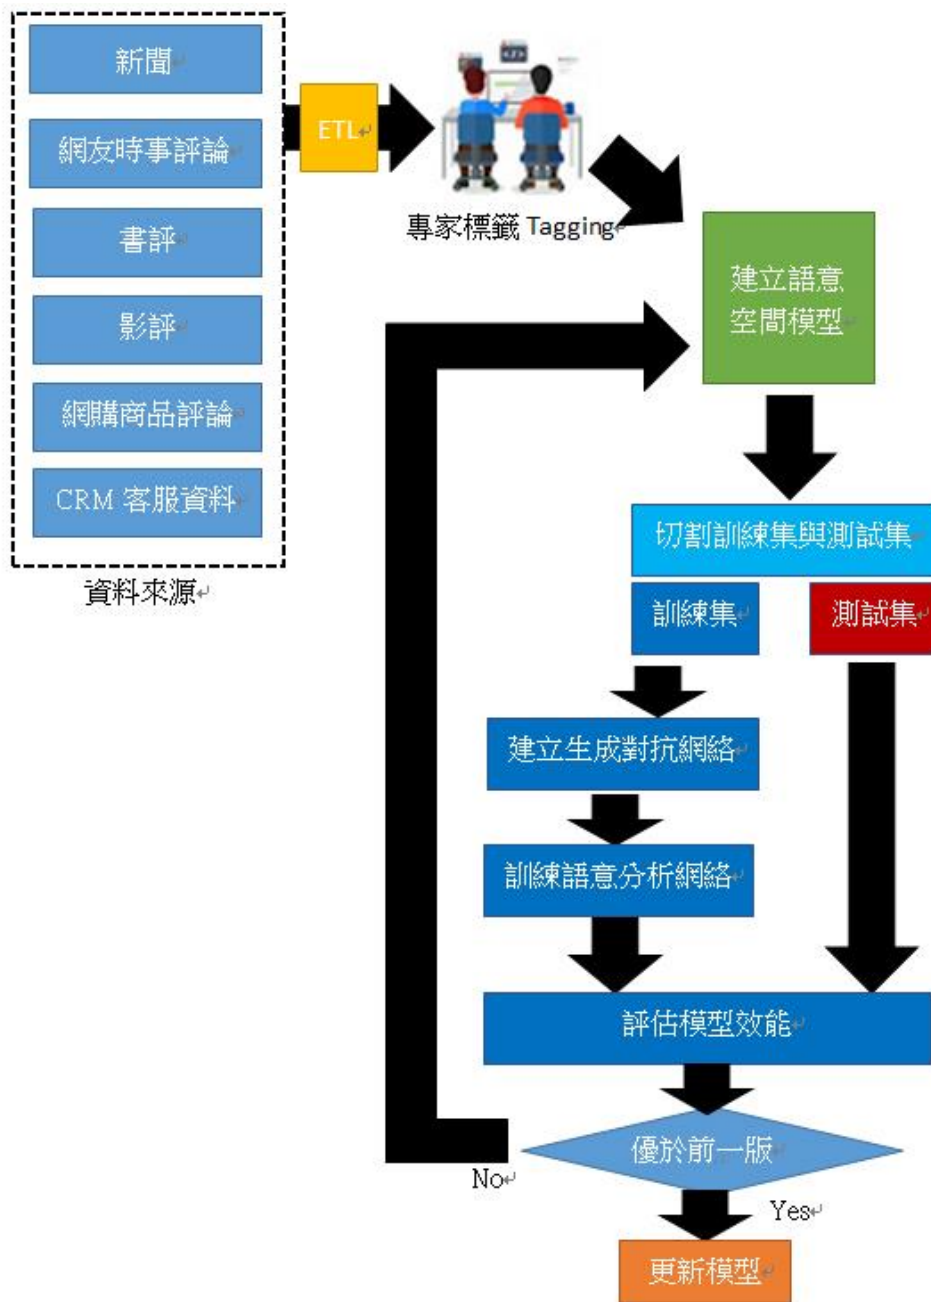 新聞
網友時事評論
書評
影評
網購商品評論
CRM 客服資料
資料來源
ETL
專家標籤 Tagging
建立語意
空間模型
切割訓練集與測試集
訓練集
測試集
建立生成對抗網絡
訓練語意分析網絡
評估模型效能
優於前一版
No
Yes
更新模型